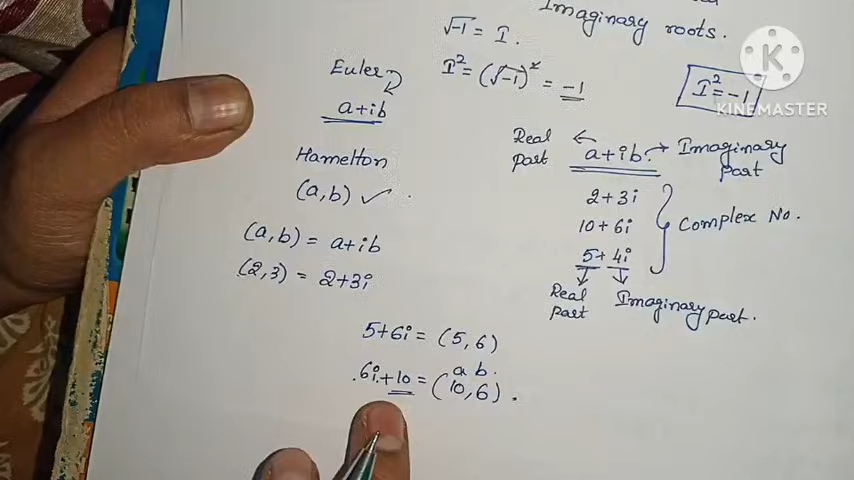 Imaginary roots.
√-1 = I.
I² = (√-1)² = -1
I² = -1
KINEMASTER
Euler
a+ib
Hamelton
(a,b) ✓
(a,b) = a+ib
(2,3) = 2+3i
Real part
a+ib.
Imaginary part
2+3i
10+6i
5+4i
Complex No.
Real part
Imaginary part.
5+6i = (5,6)
a b.
6i+10 = (10,6).